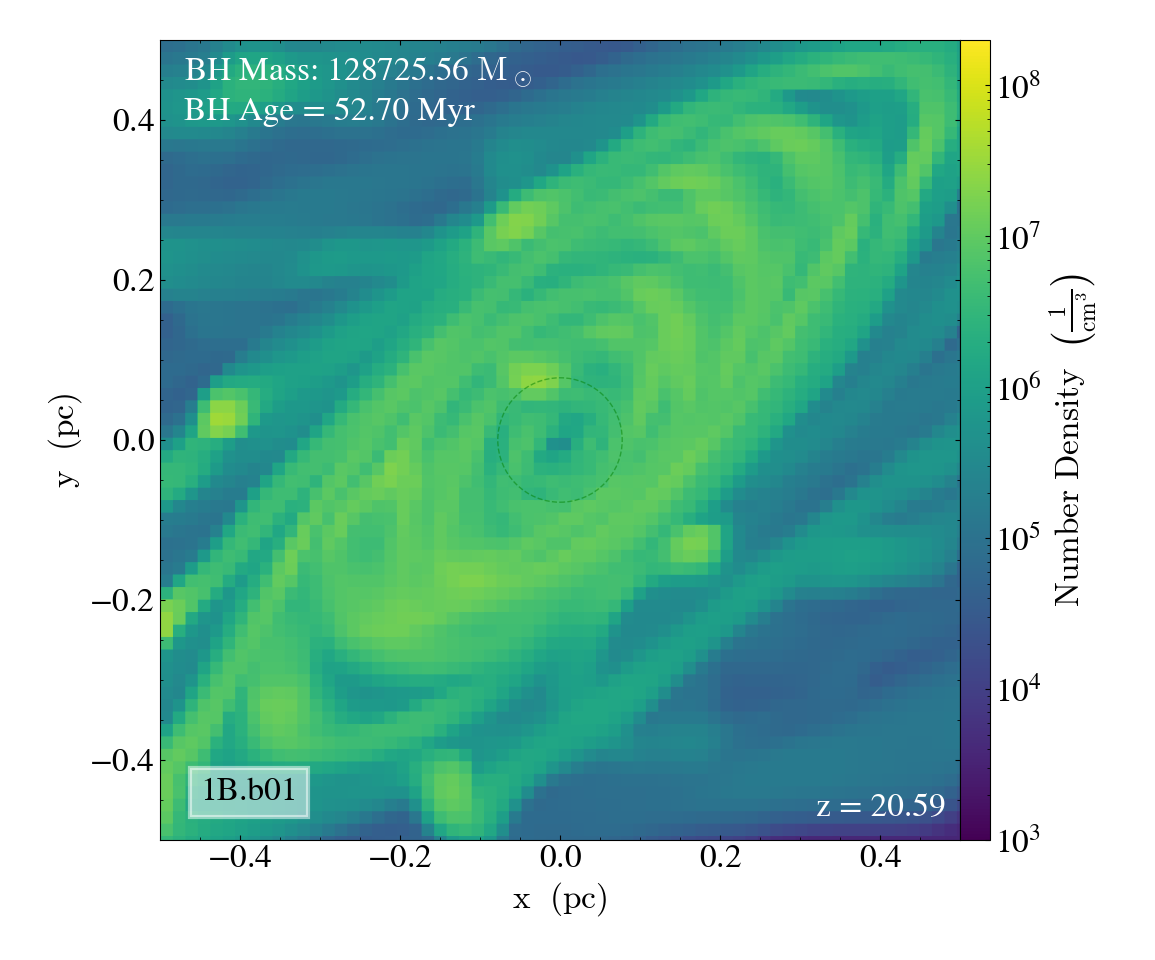 BH Mass: 128725.56 M⊙
BH Age = 52.70 Myr
1B.b01
z = 20.59
0.4
0.2
0.0
−0.2
−0.4
y (pc)
−0.4 −0.2 0.0 0.2 0.4
x (pc)
10⁸
10⁷
10⁶
10⁵
10⁴
10³
Number Density (1/cm³)